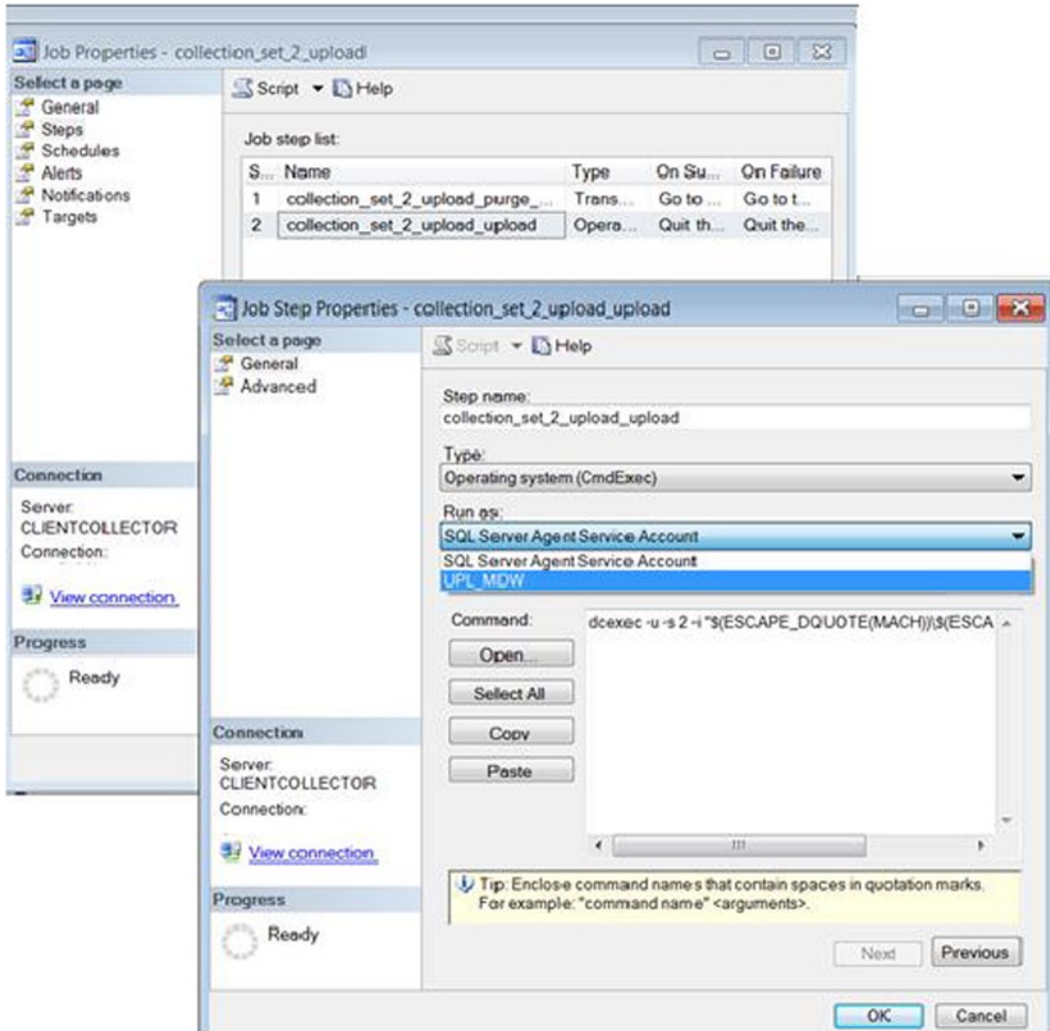 Job Properties - collection_set_2_upload
Select a page
General
Steps
Schedules
Alerts
Notifications
Targets
Script Help
Job step list:
S... Name Type On Su... On Failure
1 collection_set_2_upload_purge_... Trans... Go to ... Go to t...
2 collection_set_2_upload_upload Opera... Quit th... Quit the...
Connection
Server:
CLIENTCOLLECTOR
Connection:
View connection
Progress
Ready
Job Step Properties - collection_set_2_upload_upload
Select a page
General
Advanced
Script Help
Step name:
collection_set_2_upload_upload
Type:
Operating system (CmdExec)
Run as:
SQL Server Agent Service Account
SQL Server Agent Service Account
UPL_MDW
Command:
dcexec -u -s 2 -i "$(ESCAPE_DQUOTE(MACH))\$(ESCA
Open...
Select All
Copy
Paste
Connection
Server:
CLIENTCOLLECTOR
Connection:
View connection
Progress
Ready
Tip: Enclose command names that contain spaces in quotation marks.
For example: "command name" <arguments>.
Next Previous
OK Cancel